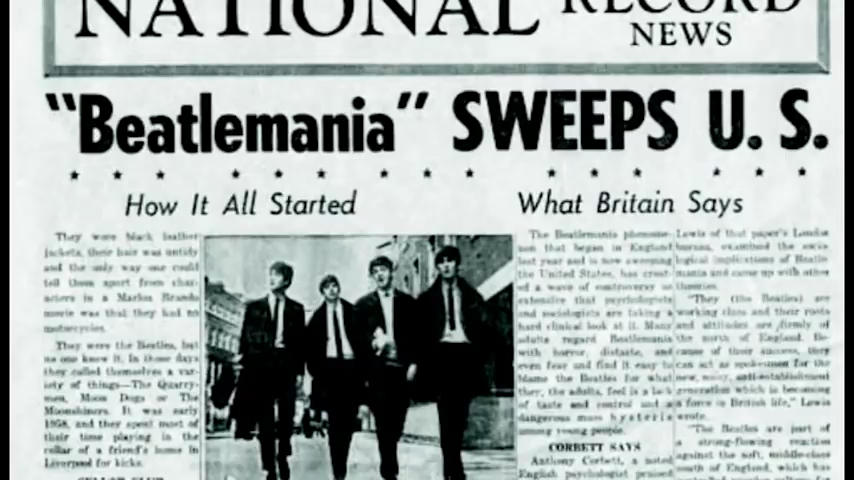 NATIONAL RECORD
NEWS
"Beatlemania" SWEEPS U. S.
How It All Started
They wore black leather
jackets, their hair was untidy
and the only way one could
tell them apart from char-
acters in a Marlon Brando
movie was that they had no
motorcycles.
They were the Beatles, but
no one knew it. In those days
they called themselves a var-
iety of things—The Quarry-
men, Moon Dogs or The
Moonshiners. It was early
1958, and they spent most of
their time playing in the
cellar of a friend's home in
Liverpool for kicks.
What Britain Says
The Beatlemania phenome-
non that began in England
last year and is now sweeping
the United States, has creat-
ed a wave of controversy so
extensive that psychologists
and sociologists are taking a
hard clinical look at it. Many
adults regard Beatlemania
with horror, distaste, and
even fear and find it easy to
blame the Beatles for what
they, the adults, feel is a lack
of taste and control and a
dangerous mass hysteria
among young people.
CORBETT SAYS
Anthony Corbett, a noted
English psychologist praised
Lewis of that paper's London
bureau, examined the socio-
logical implications of Beatle-
mania and came up with other
theories.
"They (the Beatles) are
working class and their roots
and attitudes are firmly of
the north of England. Be-
cause of their success, they
can act as spokesmen for the
new, noisy, anti-establishment
generation which is becoming
a force in British life," Lewis
wrote.
"The Beatles are part of
a strong-flowing reaction
against the soft, middle-class
south of England, which has